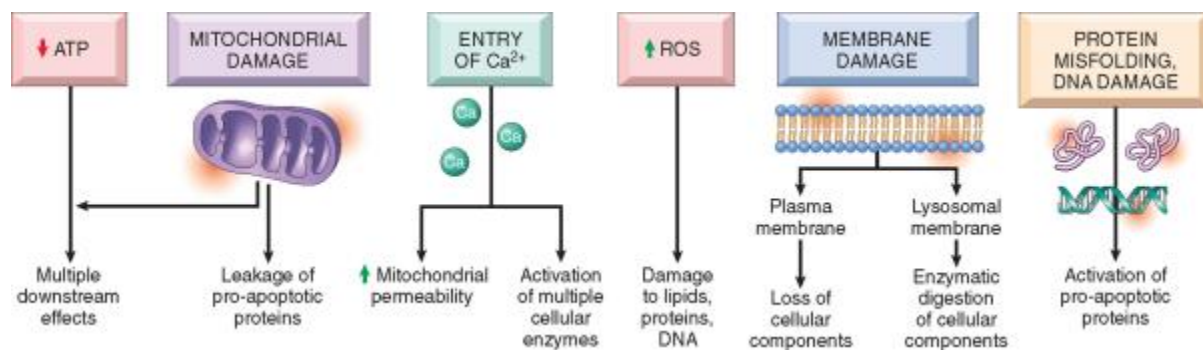 ATP
MITOCHONDRIAL
DAMAGE
ENTRY
OF Ca²⁺
ROS
MEMBRANE
DAMAGE
PROTEIN
MISFOLDING,
DNA DAMAGE
Ca
Ca
Ca
Multiple
downstream
effects
Leakage of
pro-apoptotic
proteins
Mitochondrial
permeability
Activation
of multiple
cellular
enzymes
Damage
to lipids,
proteins,
DNA
Plasma
membrane
Loss of
cellular
components
Lysosomal
membrane
Enzymatic
digestion
of cellular
components
Activation of
pro-apoptotic
proteins